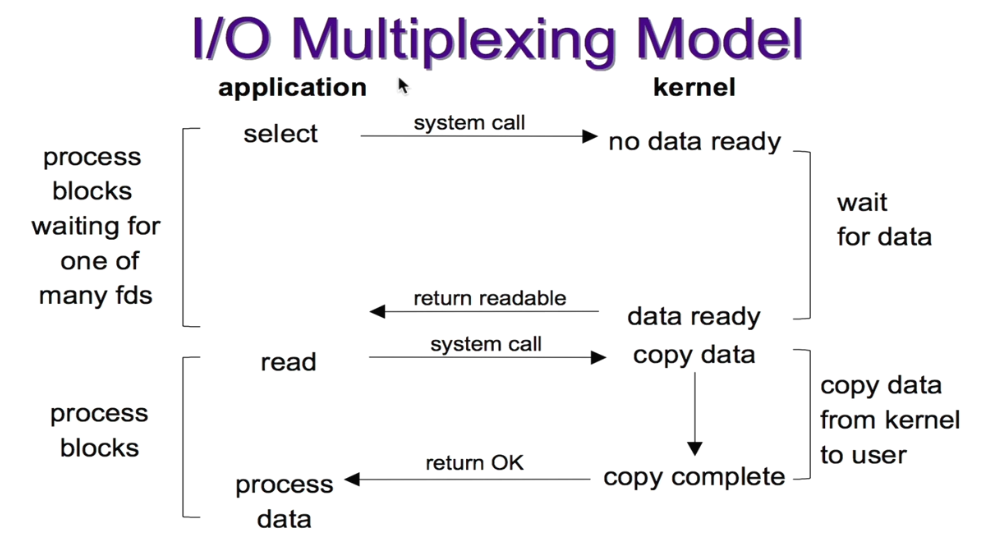 I/O Multiplexing Model
application
kernel
select
system call
no data ready
process
blocks
waiting for
one of
many fds
wait
for data
return readable
data ready
read
system call
copy data
process
blocks
copy data
from kernel
to user
return OK
copy complete
process
data